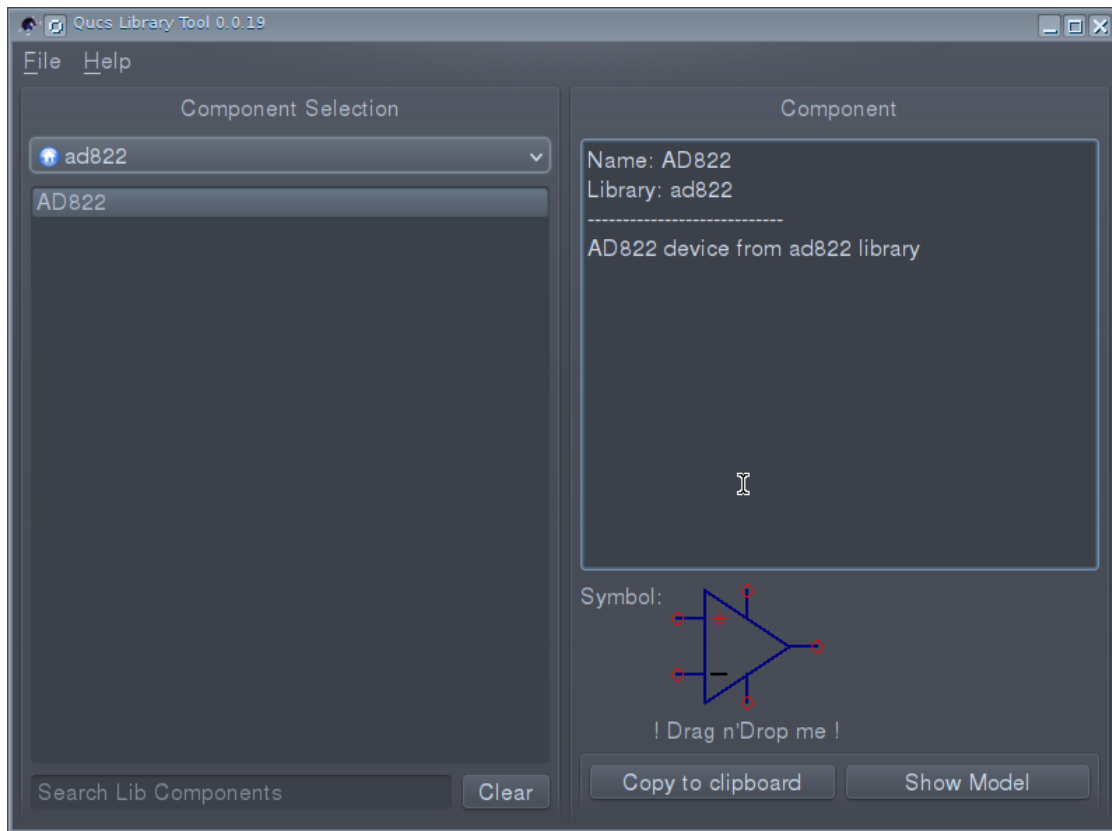 Qucs Library Tool 0.0.19
File Help
Component Selection
ad822
AD822
Search Lib Components
Clear
Component
Name: AD822
Library: ad822
----------------------------
AD822 device from ad822 library
Symbol:
+
−
! Drag n'Drop me !
Copy to clipboard
Show Model